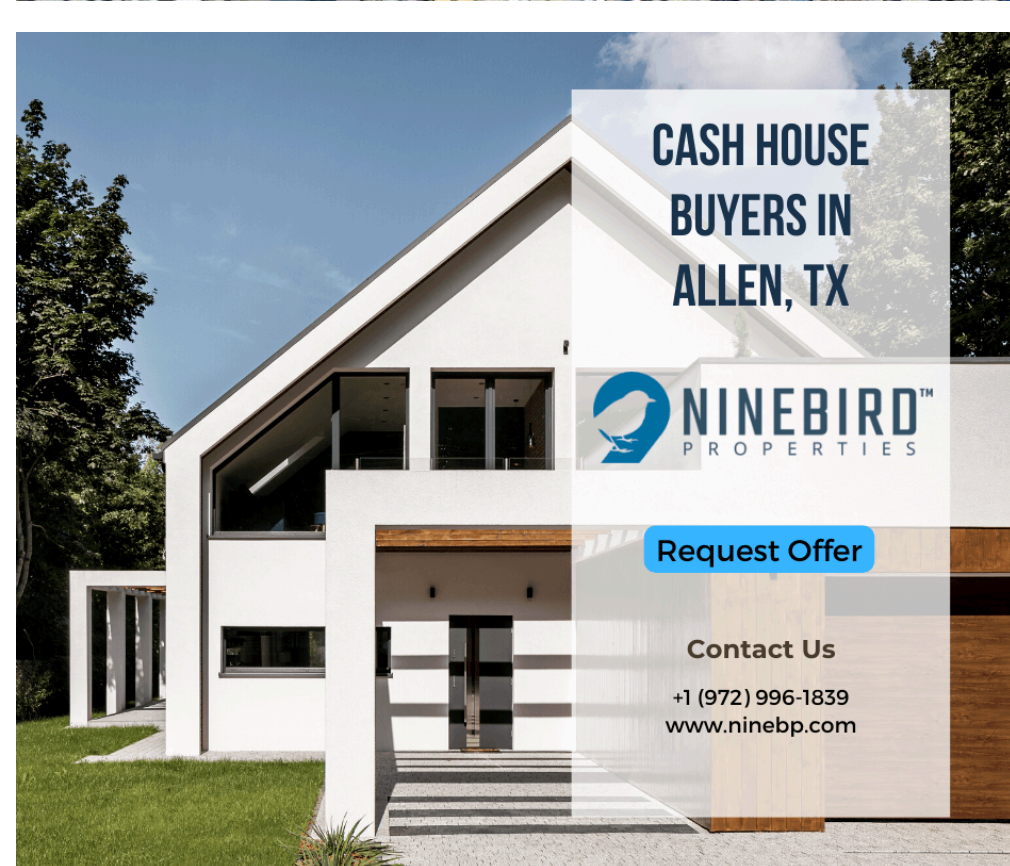 CASH HOUSE
BUYERS IN
ALLEN, TX
NINEBIRD™
PROPERTIES
Request Offer
Contact Us
+1 (972) 996-1839
www.ninebp.com